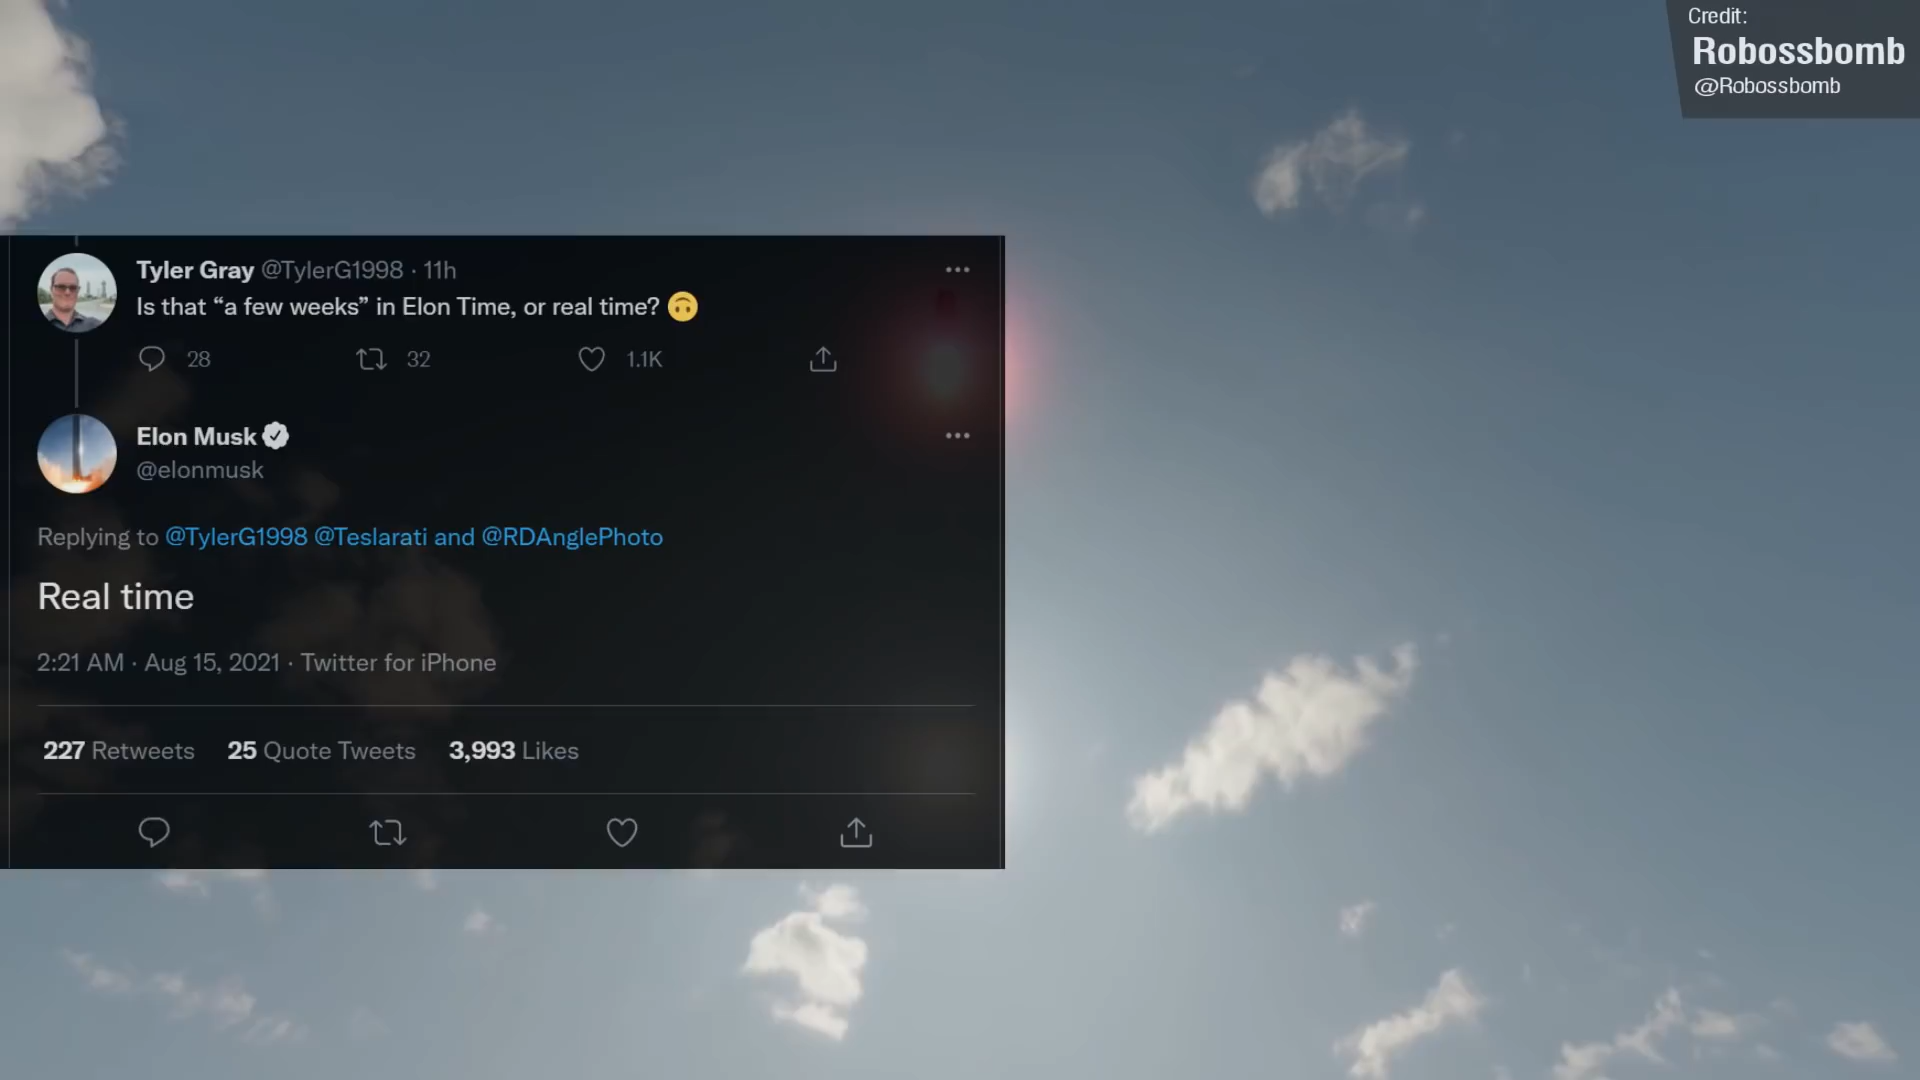 Credit:
Robossbomb
@Robossbomb
Tyler Gray @TylerG1998 · 11h
Is that “a few weeks” in Elon Time, or real time? 🙃
28 32 1.1K
Elon Musk
@elonmusk
Replying to @TylerG1998 @Teslarati and @RDAnglePhoto
Real time
2:21 AM · Aug 15, 2021 · Twitter for iPhone
227 Retweets 25 Quote Tweets 3,993 Likes